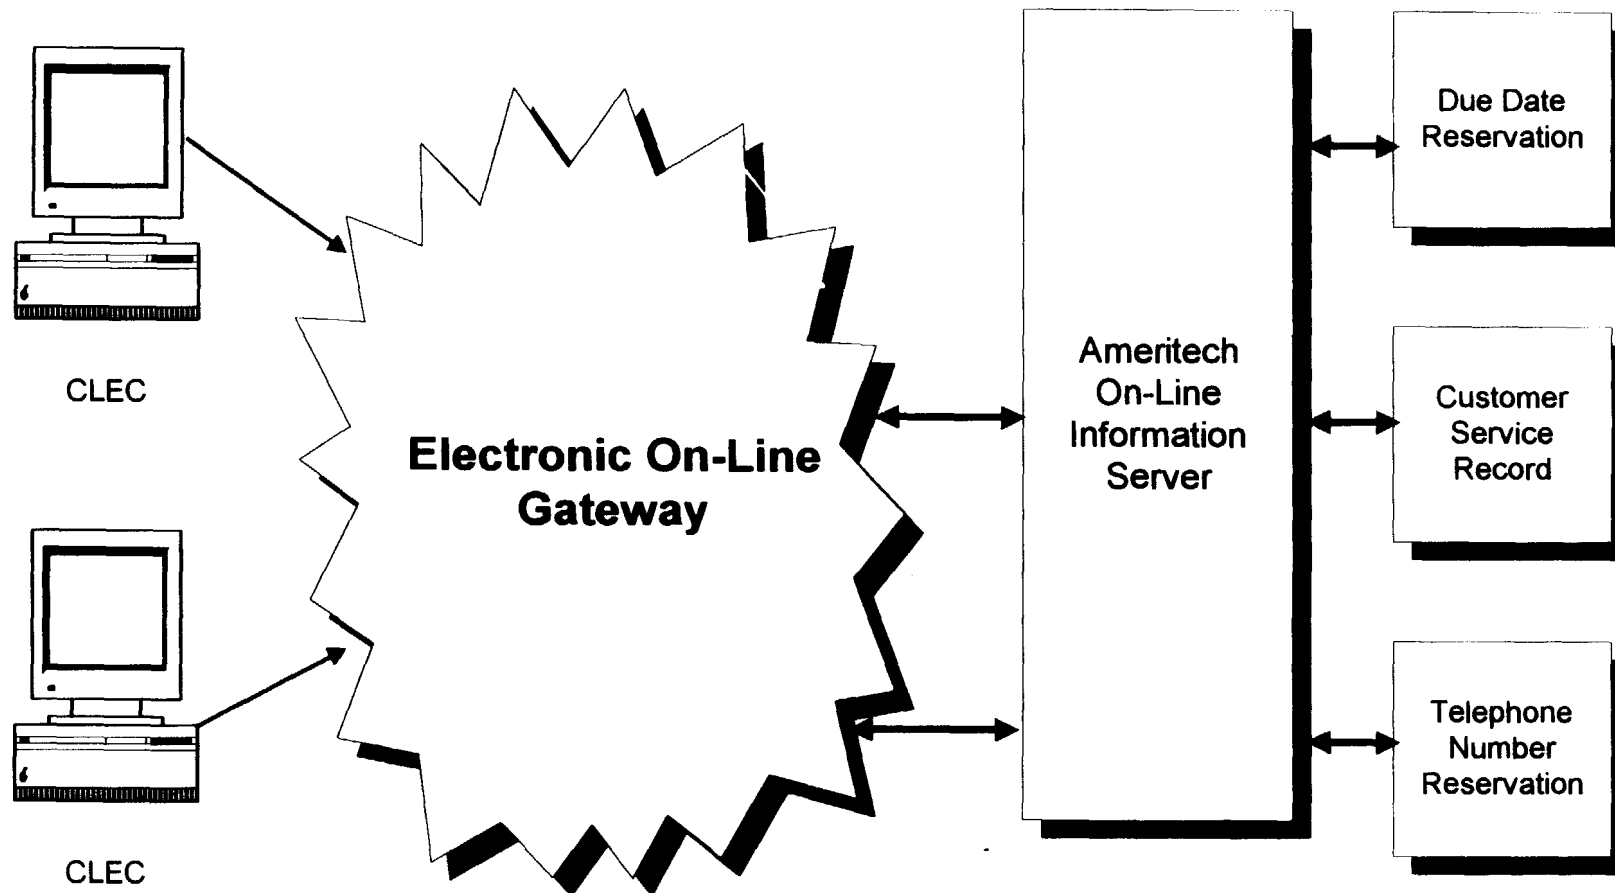 CLEC
CLEC
Electronic On-Line
Gateway
Ameritech
On-Line
Information
Server
Due Date
Reservation
Customer
Service
Record
Telephone
Number
Reservation